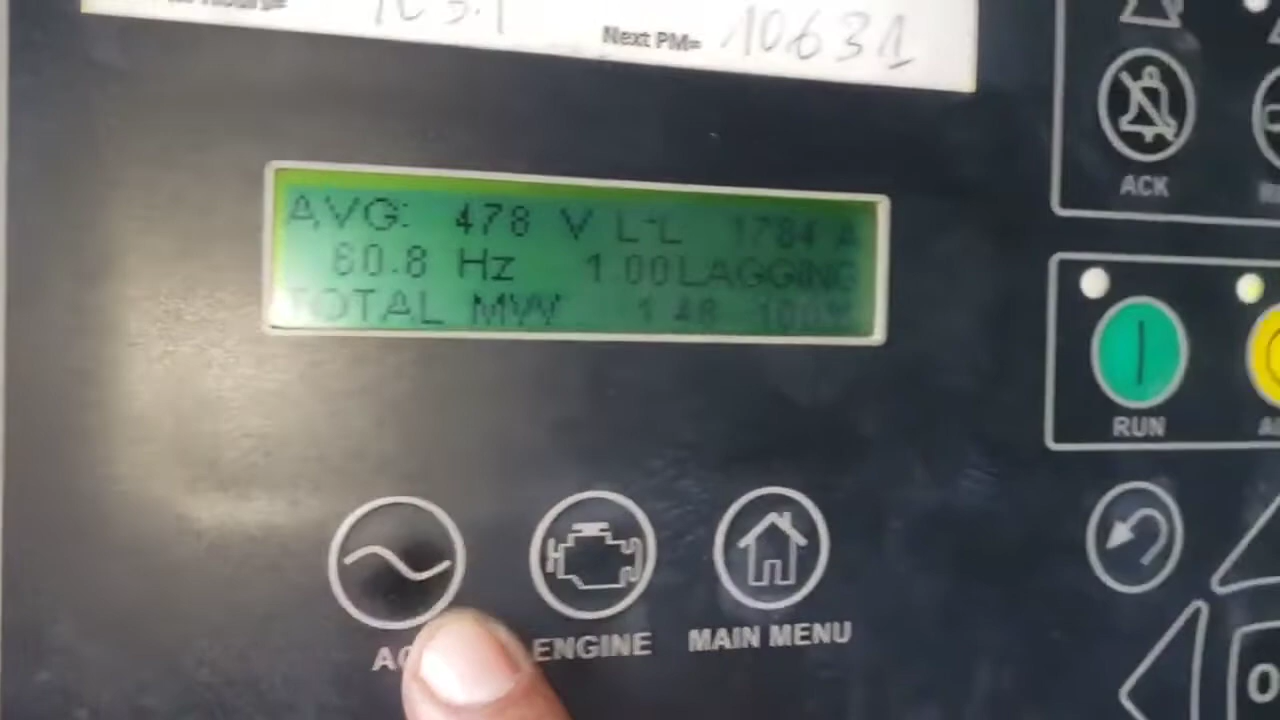 Next PM= 10631
ACK
AVG: 478 V L-L 1784 A
60.8 Hz 1.00LAGGING
TOTAL MW 1.48 100%
RUN
ENGINE
MAIN MENU